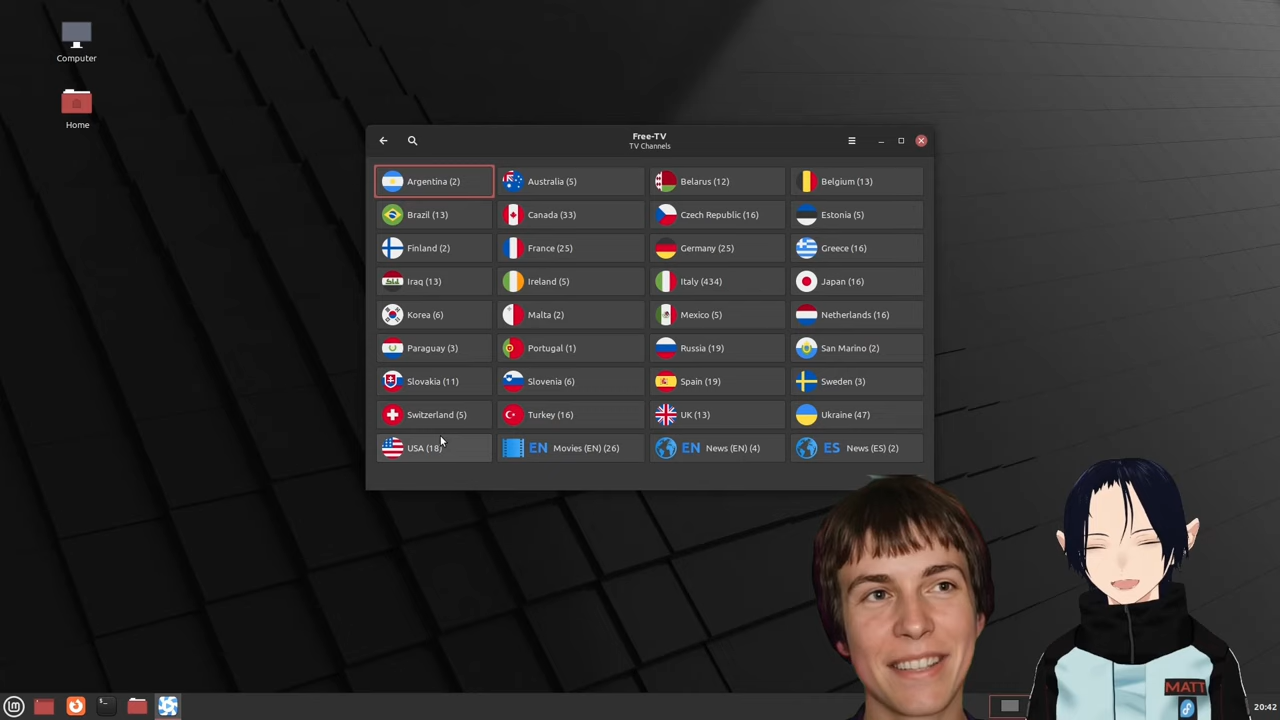 Computer
Home
Free-TV
TV Channels
Argentina (2)
Australia (5)
Belarus (12)
Belgium (13)
Brazil (13)
Canada (33)
Czech Republic (16)
Estonia (5)
Finland (2)
France (25)
Germany (25)
Greece (16)
Iraq (13)
Ireland (5)
Italy (434)
Japan (16)
Korea (6)
Malta (2)
Mexico (5)
Netherlands (16)
Paraguay (3)
Portugal (1)
Russia (19)
San Marino (2)
Slovakia (11)
Slovenia (6)
Spain (19)
Sweden (3)
Switzerland (5)
Turkey (16)
UK (13)
Ukraine (47)
USA (18)
EN Movies (EN) (26)
EN News (EN) (4)
ES News (ES) (2)
MATT
20:42